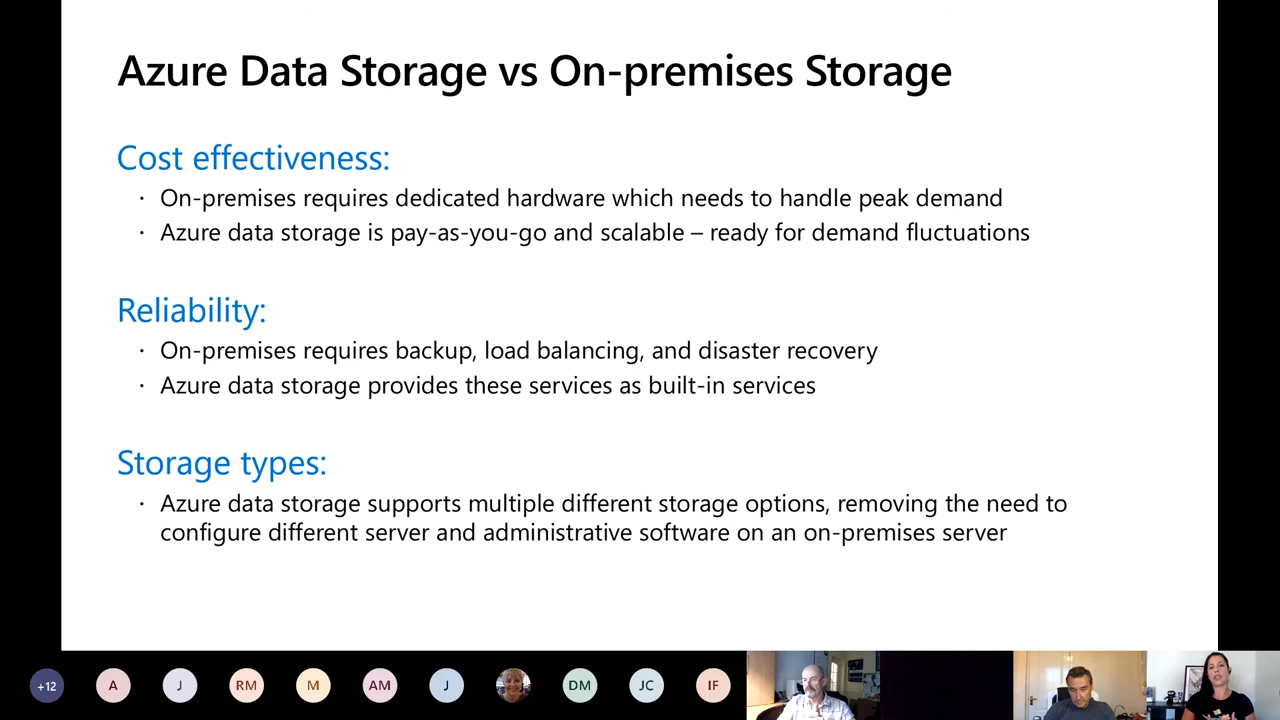 Azure Data Storage vs On-premises Storage
Cost effectiveness:
· On-premises requires dedicated hardware which needs to handle peak demand
· Azure data storage is pay-as-you-go and scalable – ready for demand fluctuations
Reliability:
· On-premises requires backup, load balancing, and disaster recovery
· Azure data storage provides these services as built-in services
Storage types:
· Azure data storage supports multiple different storage options, removing the need to
configure different server and administrative software on an on-premises server
+12 A J RM M AM J DM JC IF